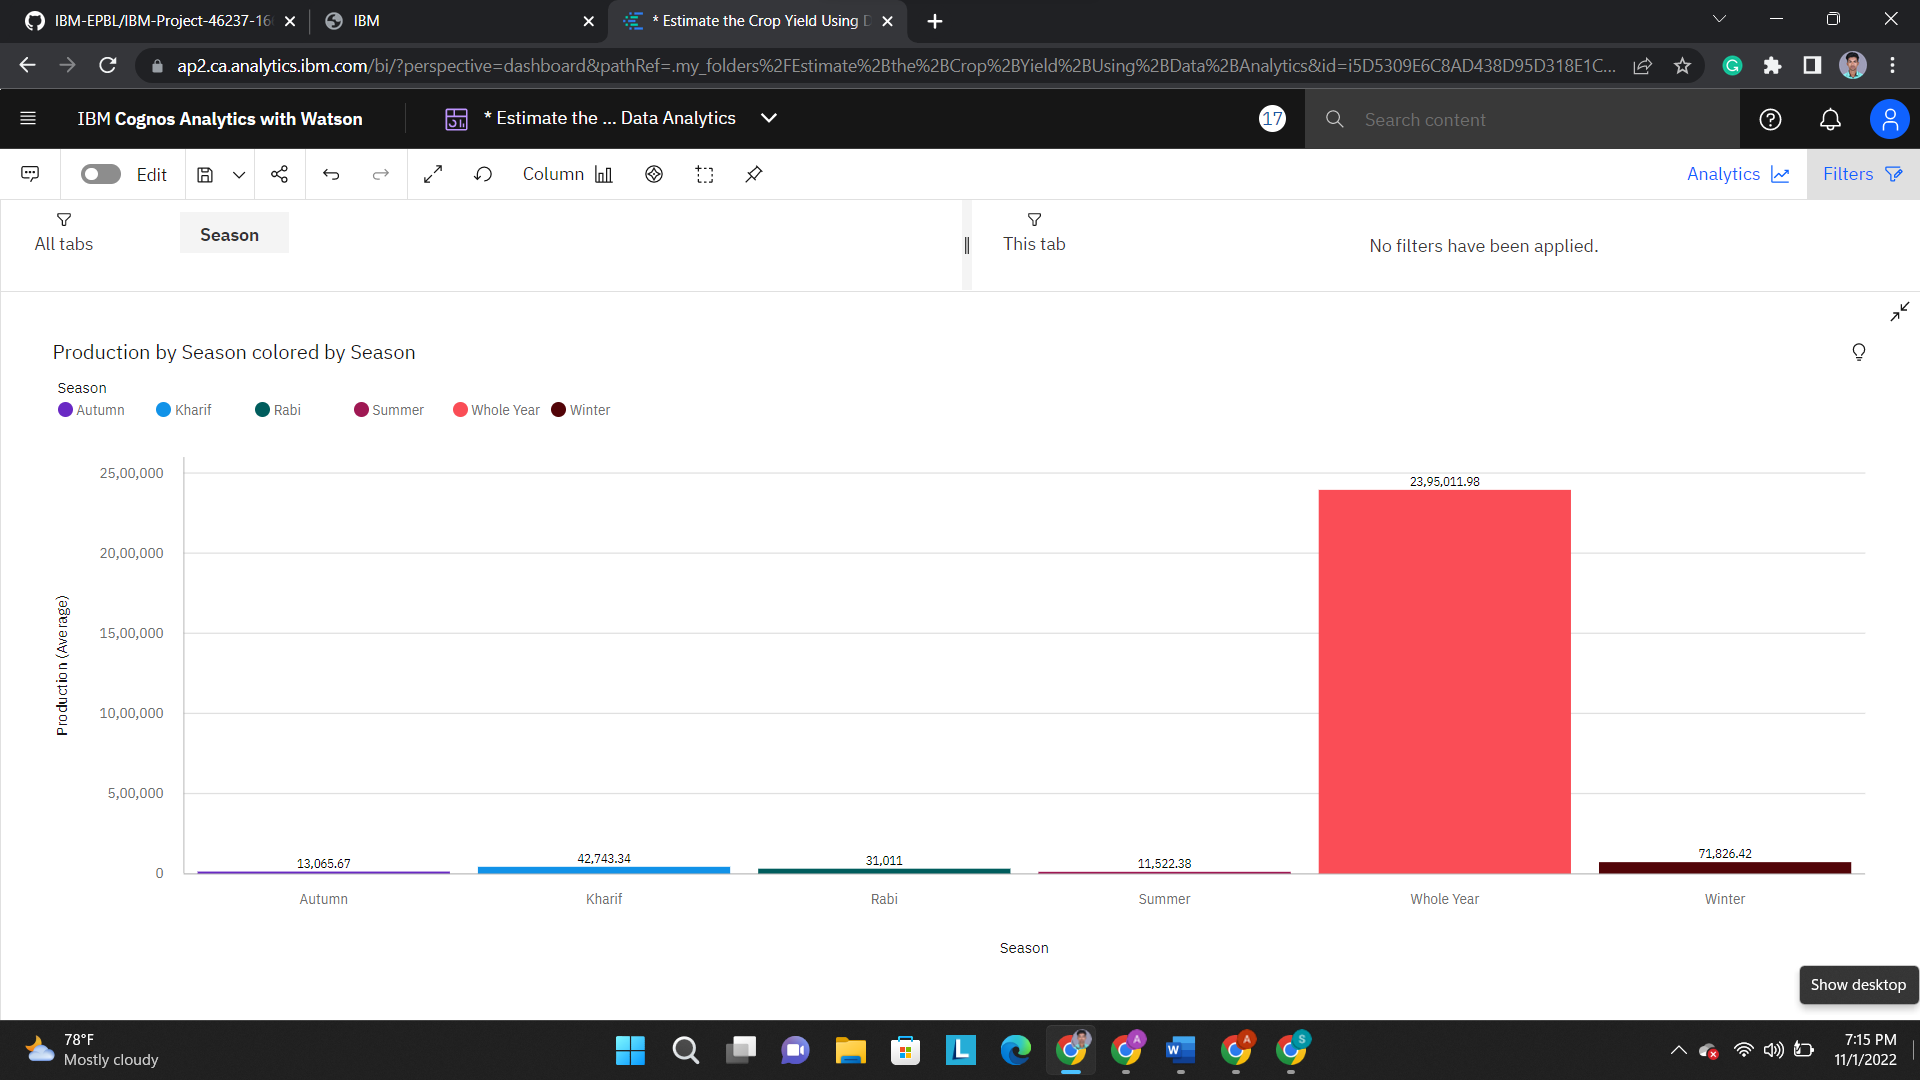 IBM-EPBL/IBM-Project-46237-16
IBM
* Estimate the Crop Yield Using D
ap2.ca.analytics.ibm.com/bi/?perspective=dashboard&pathRef=.my_folders%2FEstimate%2Bthe%2BCrop%2BYield%2BUsing%2BData%2BAnalytics&id=i5D5309E6C8AD438D95D318E1C...
IBM Cognos Analytics with Watson
* Estimate the ... Data Analytics
17
Search content
Edit
Column
Analytics
Filters
All tabs
Season
This tab
No filters have been applied.
Production by Season colored by Season
Season
Autumn Kharif Rabi Summer Whole Year Winter
Production (Average)
25,00,000
20,00,000
15,00,000
10,00,000
5,00,000
0
13,065.67
42,743.34
31,011
11,522.38
23,95,011.98
71,826.42
Autumn Kharif Rabi Summer Whole Year Winter
Season
Show desktop
78°F
Mostly cloudy
7:15 PM
11/1/2022